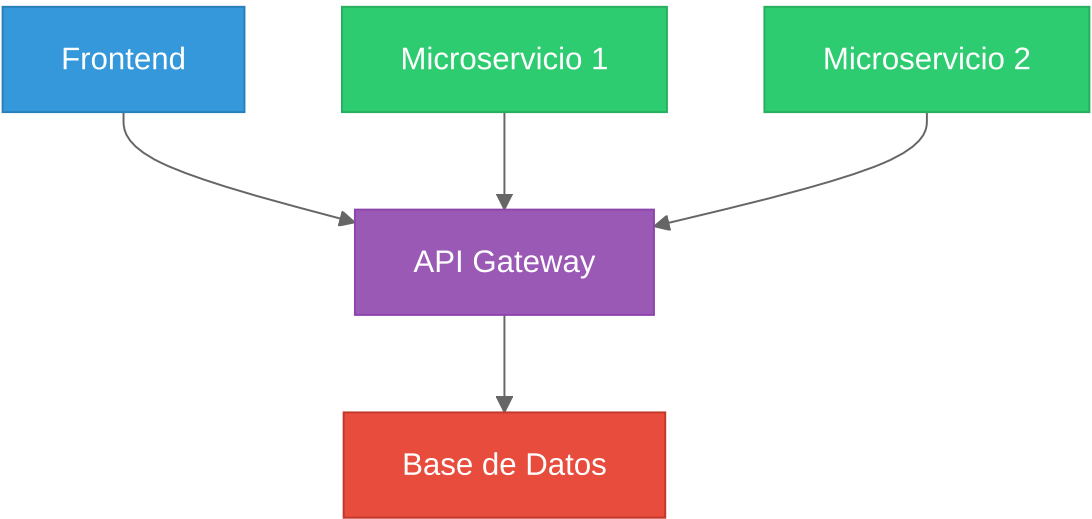 Frontend
Microservicio 1
Microservicio 2
API Gateway
Base de Datos